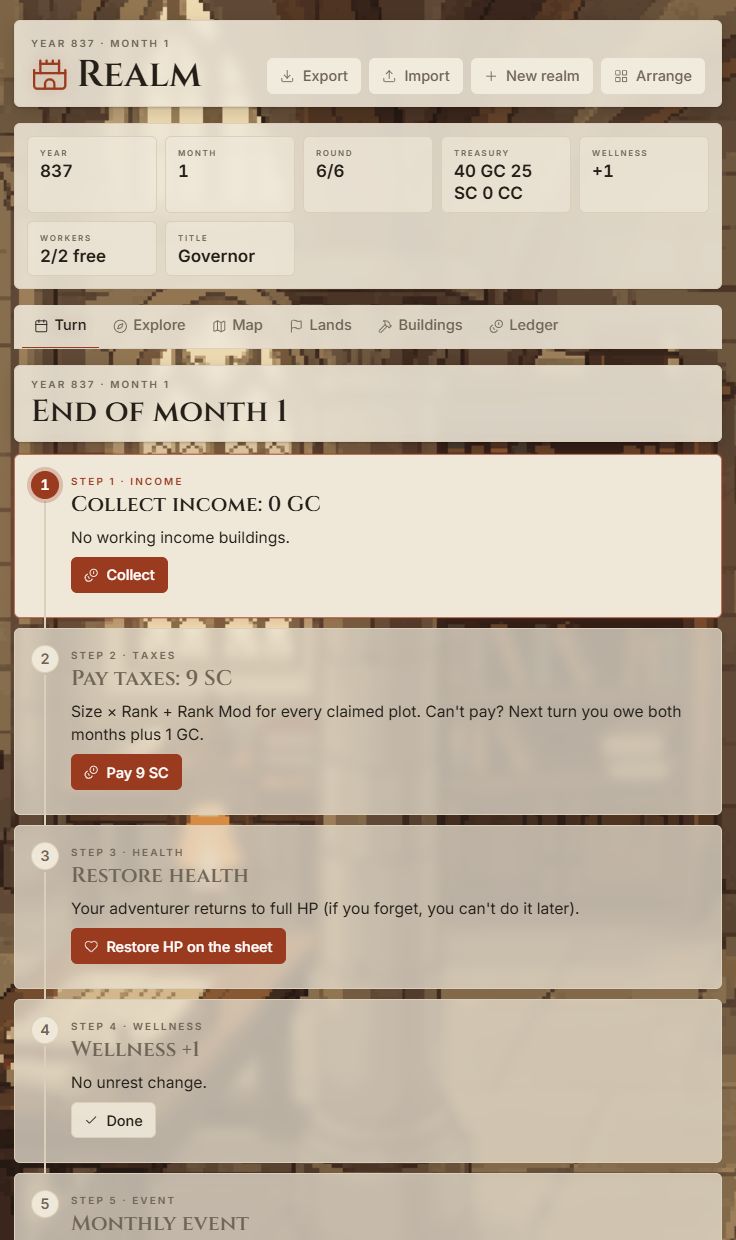 YEAR 837 · MONTH 1
Realm
Export
Import
New realm
Arrange
YEAR
837
MONTH
1
ROUND
6/6
TREASURY
40 GC 25
SC 0 CC
WELLNESS
+1
WORKERS
2/2 free
TITLE
Governor
Turn
Explore
Map
Lands
Buildings
Ledger
YEAR 837 · MONTH 1
End of month 1
1
STEP 1 · INCOME
Collect income: 0 GC
No working income buildings.
Collect
2
STEP 2 · TAXES
Pay taxes: 9 SC
Size × Rank + Rank Mod for every claimed plot. Can't pay? Next turn you owe both
months plus 1 GC.
Pay 9 SC
3
STEP 3 · HEALTH
Restore health
Your adventurer returns to full HP (if you forget, you can't do it later).
Restore HP on the sheet
4
STEP 4 · WELLNESS
Wellness +1
No unrest change.
Done
5
STEP 5 · EVENT
Monthly event